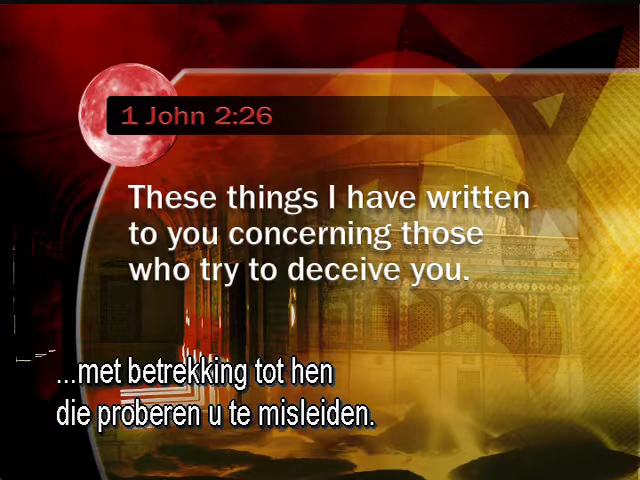 1 John 2:26
These things I have written
to you concerning those
who try to deceive you.
...met betrekking tot hen
die proberen u te misleiden.